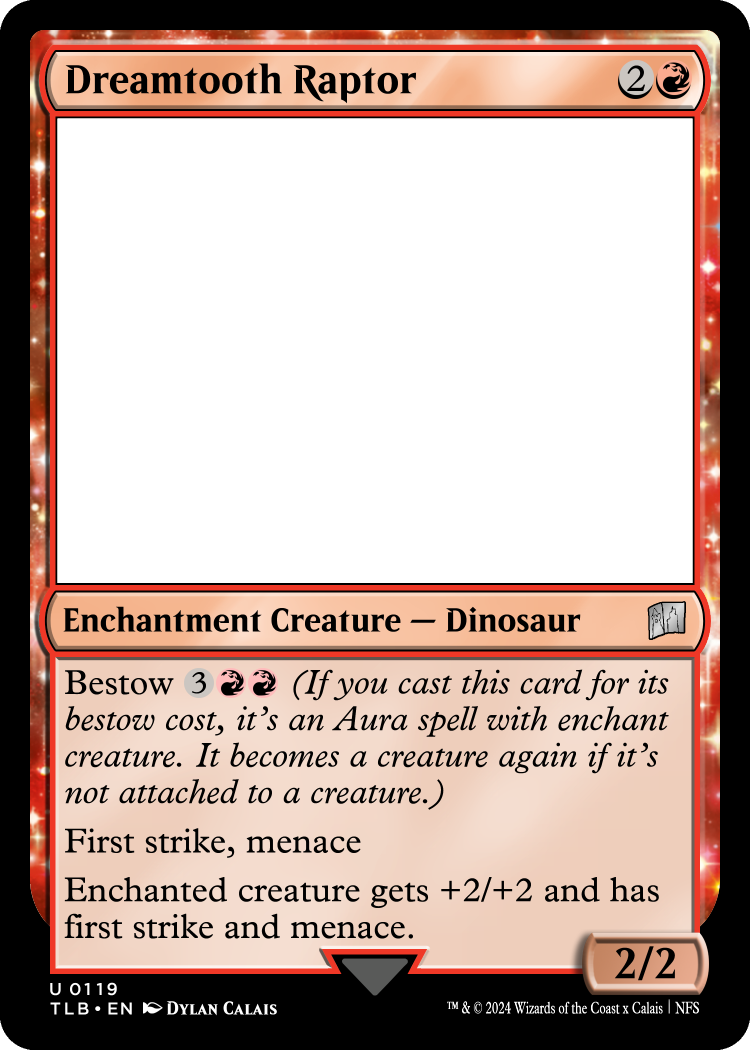 Dreamtooth Raptor 2
Enchantment Creature — Dinosaur
Bestow 3 (If you cast this card for its
bestow cost, it's an Aura spell with enchant
creature. It becomes a creature again if it's
not attached to a creature.)
First strike, menace
Enchanted creature gets +2/+2 and has
first strike and menace.
2/2
U 0119
TLB • EN DYLAN CALAIS
™ & © 2024 Wizards of the Coast x Calais | NFS